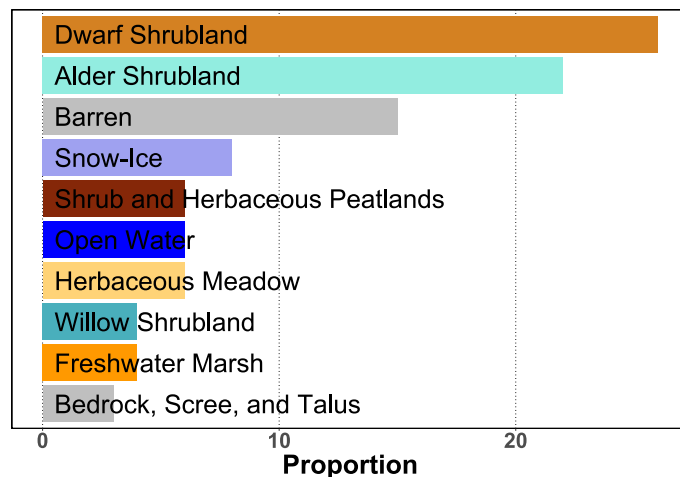 Dwarf Shrubland
Alder Shrubland
Barren
Snow-Ice
Shrub and Herbaceous Peatlands
Open Water
Herbaceous Meadow
Willow Shrubland
Freshwater Marsh
Bedrock, Scree, and Talus
0 10 20
Proportion